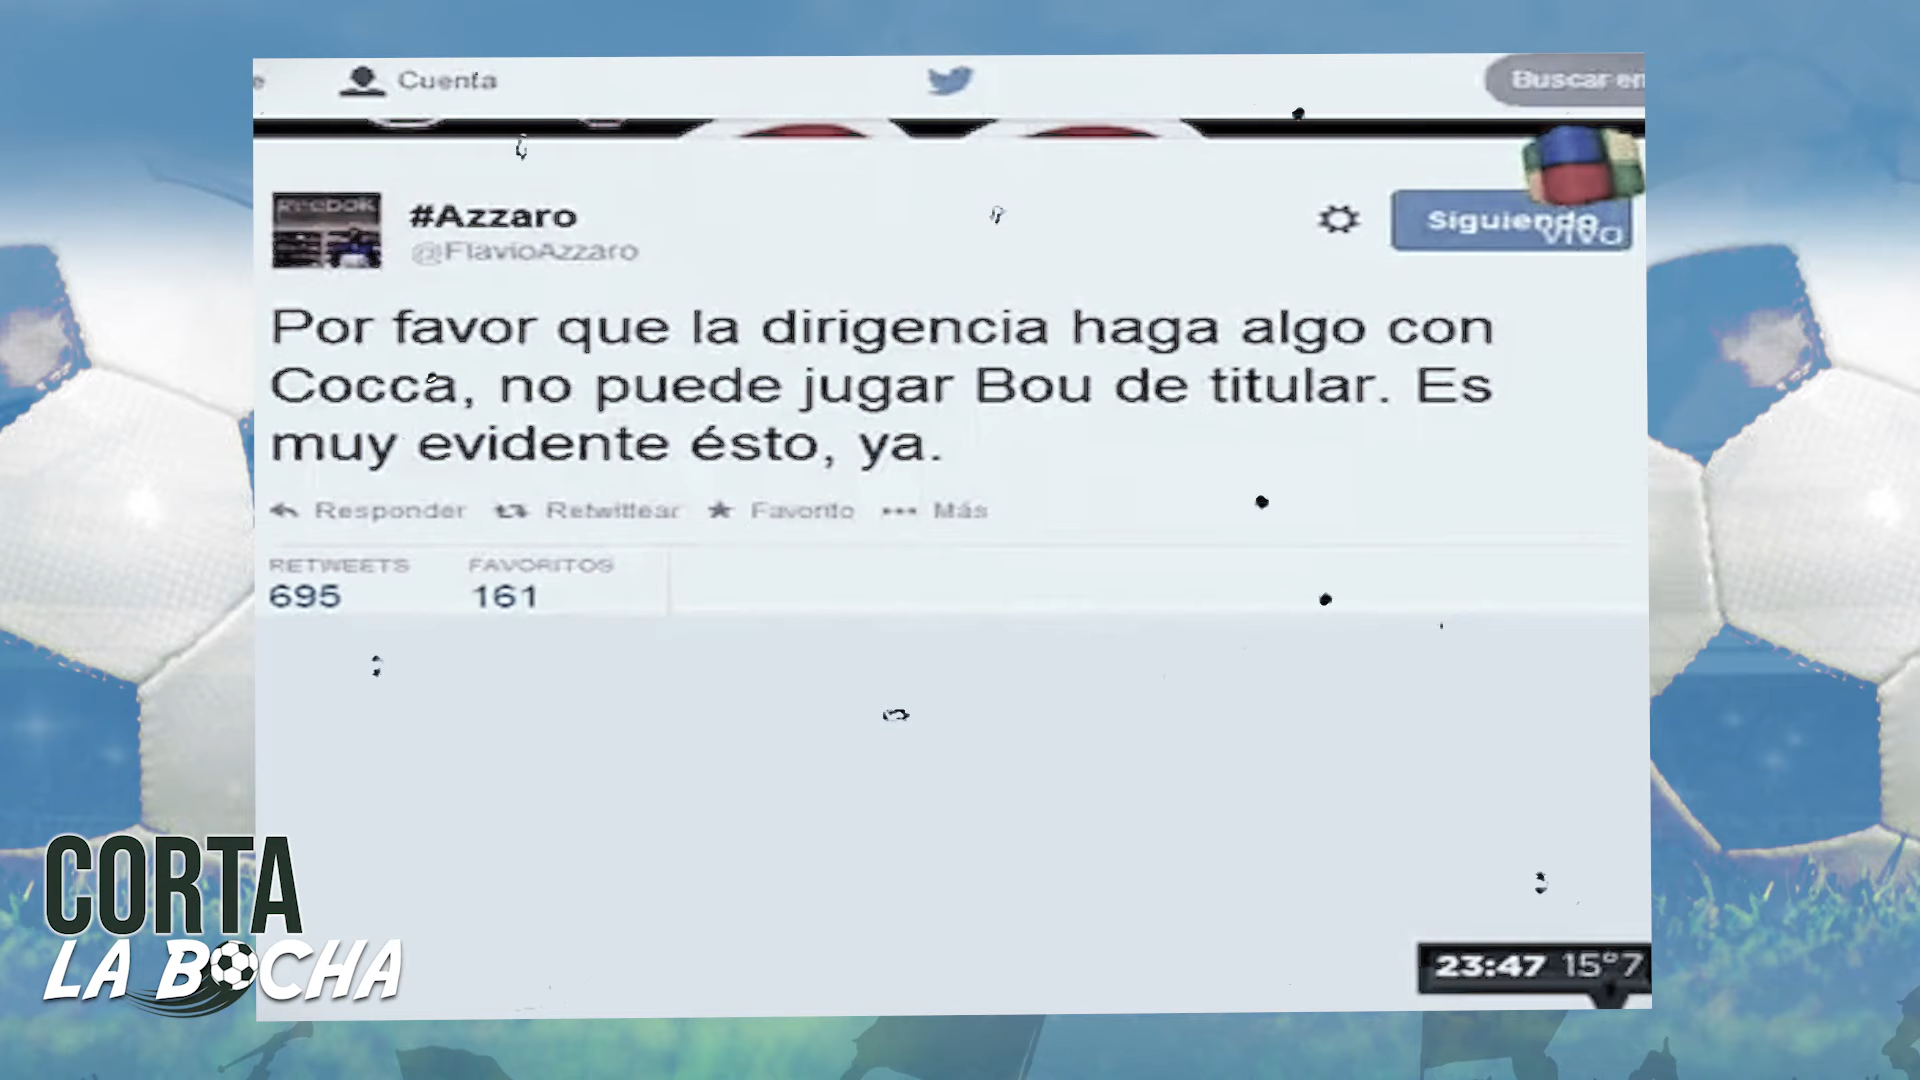 Cuenta
Buscar en
REEBOK
#Azzaro
@FlavioAzzaro
Siguiendo
VIVO
Por favor que la dirigencia haga algo con
Cocca, no puede jugar Bou de titular. Es
muy evidente ésto, ya.
Responder Retwittear Favorito Más
RETWEETS FAVORITOS
695 161
CORTA
LA BOCHA
23:47 15°7